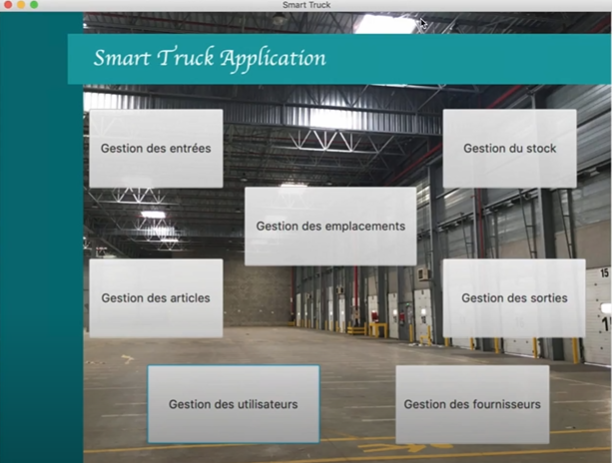 Smart Truck
Smart Truck Application
Gestion des entrées
Gestion du stock
Gestion des emplacements
Gestion des articles
Gestion des sorties
15
Gestion des utilisateurs
Gestion des fournisseurs